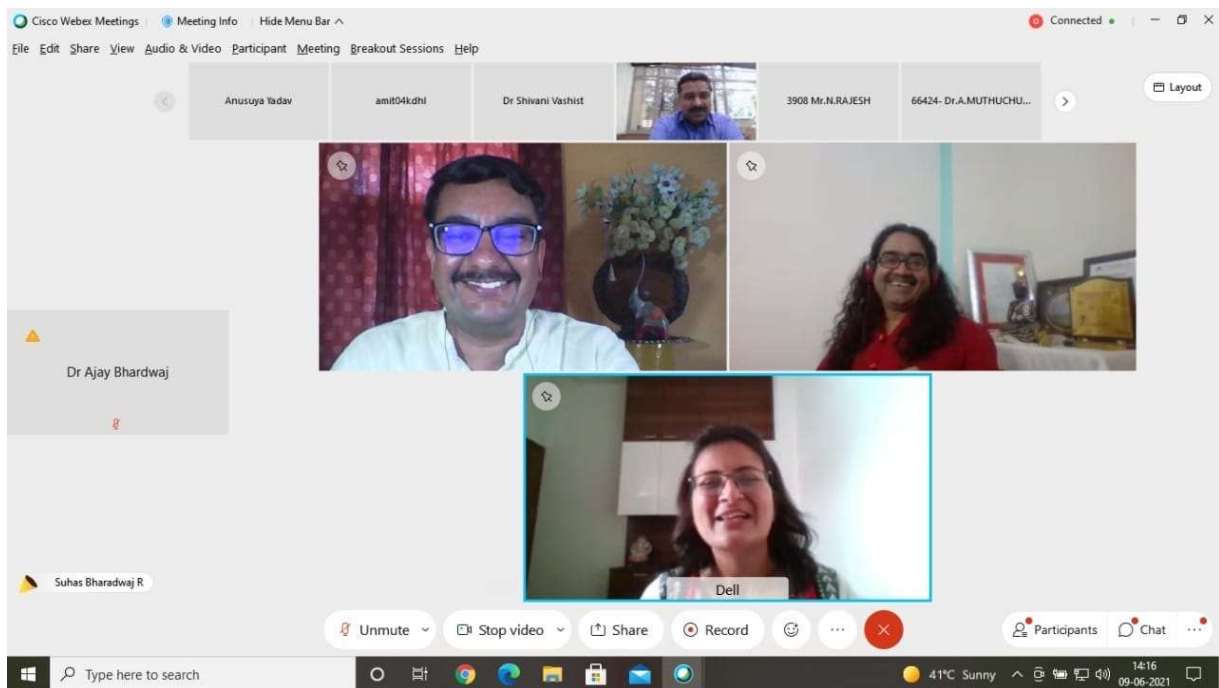 Cisco Webex Meetings Meeting Info Hide Menu Bar Connected
File Edit Share View Audio & Video Participant Meeting Breakout Sessions Help
Anusuya Yadav amit04kdhl Dr Shivani Vashist 3908 Mr.N.RAJESH 66424- Dr.A.MUTHUCHU...
Layout
Dr Ajay Bhardwaj
Suhas Bharadwaj R
Dell
Unmute Stop video Share Record Participants Chat
Type here to search 41°C Sunny 14:16
09-06-2021